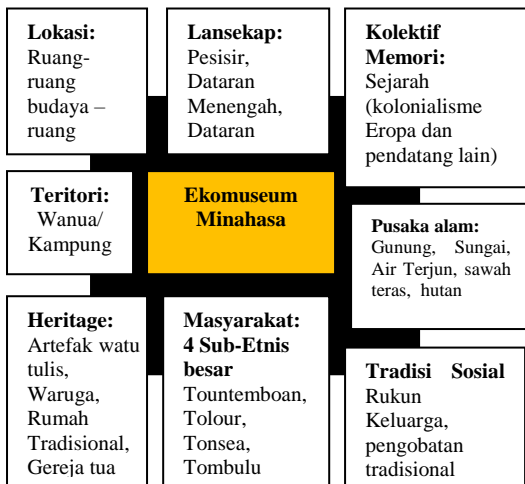 Lokasi:
Ruang-
ruang
budaya –
ruang
Lansekap:
Pesisir,
Dataran
Menengah,
Dataran
Kolektif
Memori:
Sejarah
(kolonialisme
Eropa dan
pendatang lain)
Teritori:
Wanua/
Kampung
Ekomuseum
Minahasa
Pusaka alam:
Gunung, Sungai,
Air Terjun, sawah
teras, hutan
Heritage:
Artefak watu
tulis,
Waruga,
Rumah
Tradisional,
Gereja tua
Masyarakat:
4 Sub-Etnis
besar
Tountemboan,
Tolour,
Tonsea,
Tombulu
Tradisi Sosial
Rukun
Keluarga,
pengobatan
tradisional